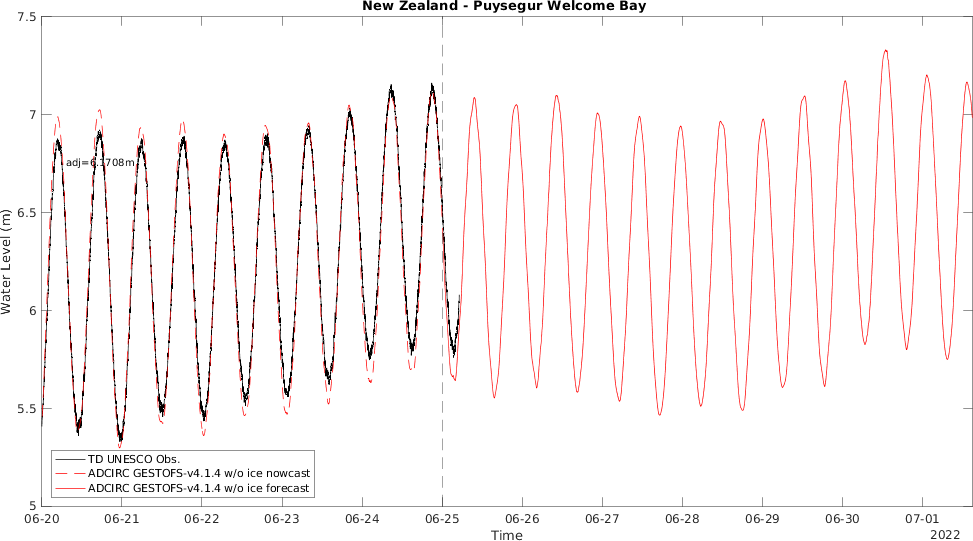 New Zealand - Puysegur Welcome Bay
7.5
7
6.5
6
5.5
5
Water Level (m)
adj=6.1708m
TD UNESCO Obs.
ADCIRC GESTOFS-v4.1.4 w/o ice nowcast
ADCIRC GESTOFS-v4.1.4 w/o ice forecast
06-20 06-21 06-22 06-23 06-24 06-25 06-26 06-27 06-28 06-29 06-30 07-01
2022
Time